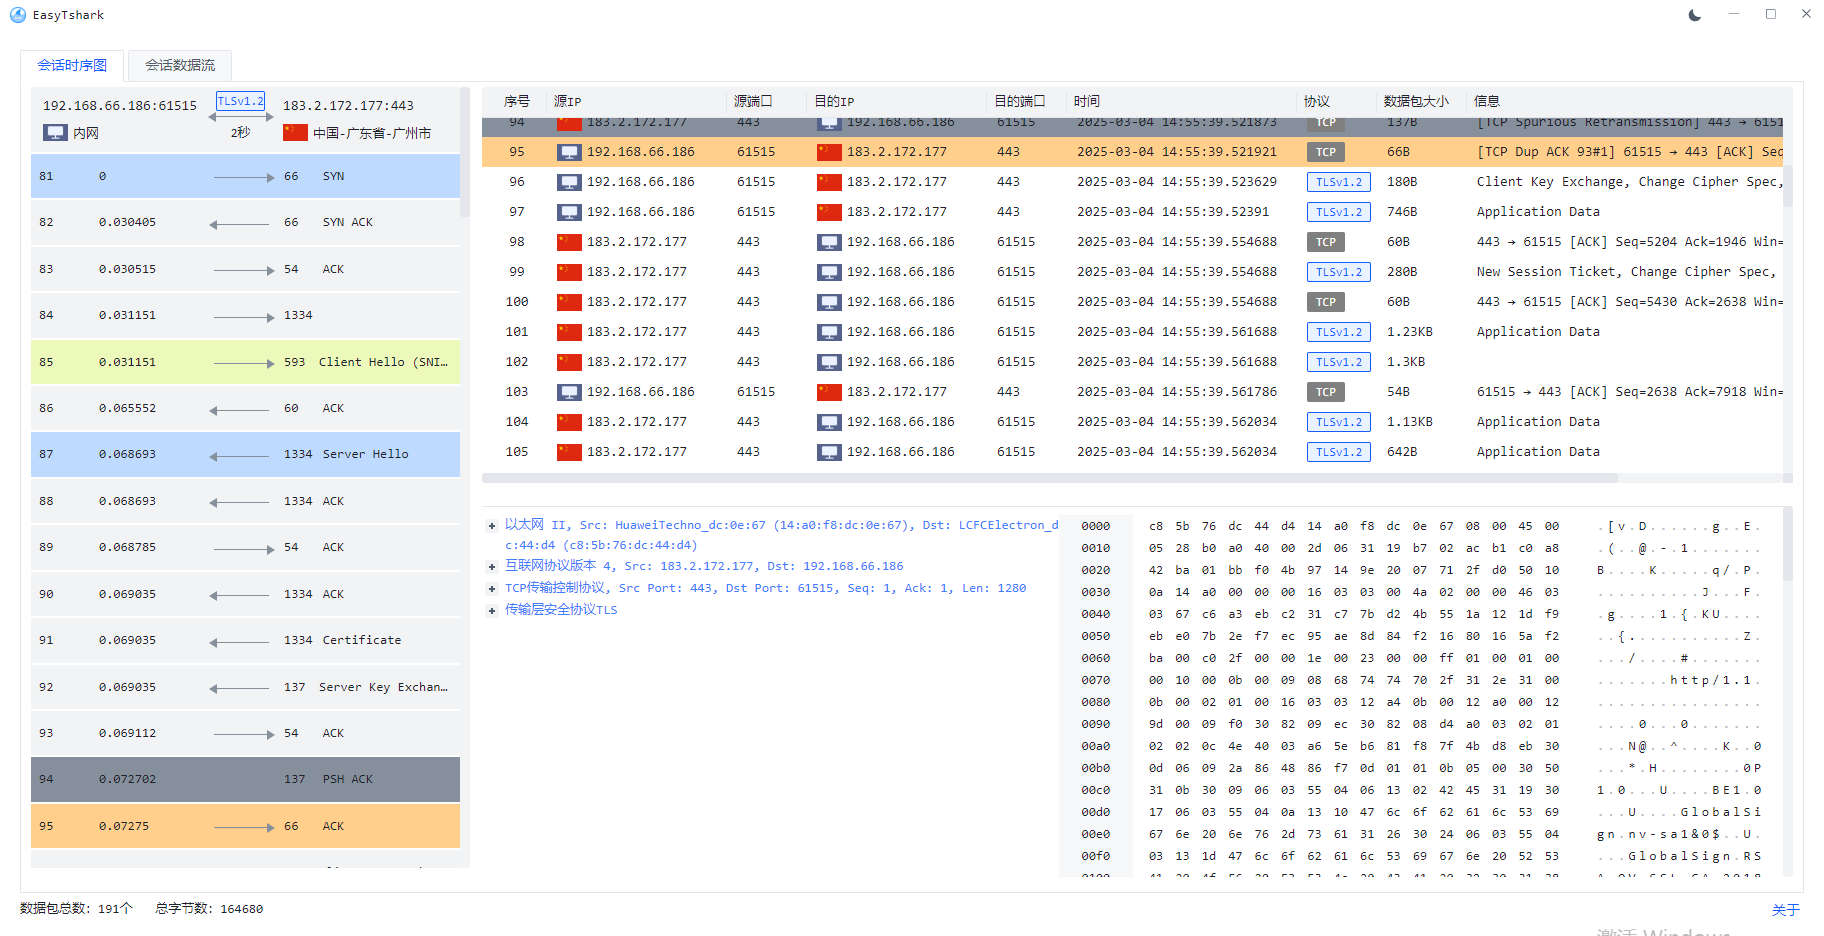 EasyTshark
会话时序图 会话数据流
192.168.66.186:61515 TLSv1.2 183.2.172.177:443
内网 2秒 中国-广东省-广州市
81 0 66 SYN
82 0.030405 66 SYN ACK
83 0.030515 54 ACK
84 0.031151 1334
85 0.031151 593 Client Hello (SNI…
86 0.065552 60 ACK
87 0.068693 1334 Server Hello
88 0.068693 1334 ACK
89 0.068785 54 ACK
90 0.069035 1334 ACK
91 0.069035 1334 Certificate
92 0.069035 137 Server Key Exchan…
93 0.069112 54 ACK
94 0.072702 137 PSH ACK
95 0.07275 66 ACK
序号 源IP 源端口 目的IP 目的端口 时间 协议 数据包大小 信息
94 183.2.172.177 443 192.168.66.186 61515 2025-03-04 14:55:39.521873 TCP 137B [TCP Spurious Retransmission] 443 → 6151
95 192.168.66.186 61515 183.2.172.177 443 2025-03-04 14:55:39.521921 TCP 66B [TCP Dup ACK 93#1] 61515 → 443 [ACK] Sec
96 192.168.66.186 61515 183.2.172.177 443 2025-03-04 14:55:39.523629 TLSv1.2 180B Client Key Exchange, Change Cipher Spec,
97 192.168.66.186 61515 183.2.172.177 443 2025-03-04 14:55:39.52391 TLSv1.2 746B Application Data
98 183.2.172.177 443 192.168.66.186 61515 2025-03-04 14:55:39.554688 TCP 60B 443 → 61515 [ACK] Seq=5204 Ack=1946 Win=
99 183.2.172.177 443 192.168.66.186 61515 2025-03-04 14:55:39.554688 TLSv1.2 280B New Session Ticket, Change Cipher Spec,
100 183.2.172.177 443 192.168.66.186 61515 2025-03-04 14:55:39.554688 TCP 60B 443 → 61515 [ACK] Seq=5430 Ack=2638 Win=
101 183.2.172.177 443 192.168.66.186 61515 2025-03-04 14:55:39.561688 TLSv1.2 1.23KB Application Data
102 183.2.172.177 443 192.168.66.186 61515 2025-03-04 14:55:39.561688 TLSv1.2 1.3KB
103 192.168.66.186 61515 183.2.172.177 443 2025-03-04 14:55:39.561786 TCP 54B 61515 → 443 [ACK] Seq=2638 Ack=7918 Win=
104 183.2.172.177 443 192.168.66.186 61515 2025-03-04 14:55:39.562034 TLSv1.2 1.13KB Application Data
105 183.2.172.177 443 192.168.66.186 61515 2025-03-04 14:55:39.562034 TLSv1.2 642B Application Data
以太网 II, Src: HuaweiTechno_dc:0e:67 (14:a0:f8:dc:0e:67), Dst: LCFCElectron_d
c:44:d4 (c8:5b:76:dc:44:d4)
互联网协议版本 4, Src: 183.2.172.177, Dst: 192.168.66.186
TCP传输控制协议, Src Port: 443, Dst Port: 61515, Seq: 1, Ack: 1, Len: 1280
传输层安全协议TLS
0000 c8 5b 76 dc 44 d4 14 a0 f8 dc 0e 67 08 00 45 00 .[v.D......g..E.
0010 05 28 b0 a0 40 00 2d 06 31 19 b7 02 ac b1 c0 a8 .(..@.-.1.......
0020 42 ba 01 bb f0 4b 97 14 9e 20 07 71 2f d0 50 10 B....K.....q/.P.
0030 0a 14 a0 00 00 00 16 03 03 00 4a 02 00 00 46 03 ..........J...F.
0040 03 67 c6 a3 eb c2 31 c7 7b d2 4b 55 1a 12 1d f9 .g....1.{.KU....
0050 eb e0 7b 2e f7 ec 95 ae 8d 84 f2 16 80 16 5a f2 ..{...........Z.
0060 ba 00 c0 2f 00 00 1e 00 23 00 00 ff 01 00 01 00 .../....#.......
0070 00 10 00 0b 00 09 08 68 74 74 70 2f 31 2e 31 00 .......http/1.1.
0080 0b 00 02 01 00 16 03 03 12 a4 0b 00 12 a0 00 12 ................
0090 9d 00 09 f0 30 82 09 ec 30 82 08 d4 a0 03 02 01 ....0...0.......
00a0 02 02 0c 4e 40 03 a6 5e b6 81 f8 7f 4b d8 eb 30 ...N@..^....K..0
00b0 0d 06 09 2a 86 48 86 f7 0d 01 01 0b 05 00 30 50 ...*.H........0P
00c0 31 0b 30 09 06 03 55 04 06 13 02 42 45 31 19 30 1.0...U....BE1.0
00d0 17 06 03 55 04 0a 13 10 47 6c 6f 62 61 6c 53 69 ...U....GlobalSi
00e0 67 6e 20 6e 76 2d 73 61 31 26 30 24 06 03 55 04 gn.nv-sa1&0$..U.
00f0 03 13 1d 47 6c 6f 62 61 6c 53 69 67 6e 20 52 53 ...GlobalSign.RS
数据包总数: 191个 总字节数: 164680
关于
激活 Windows